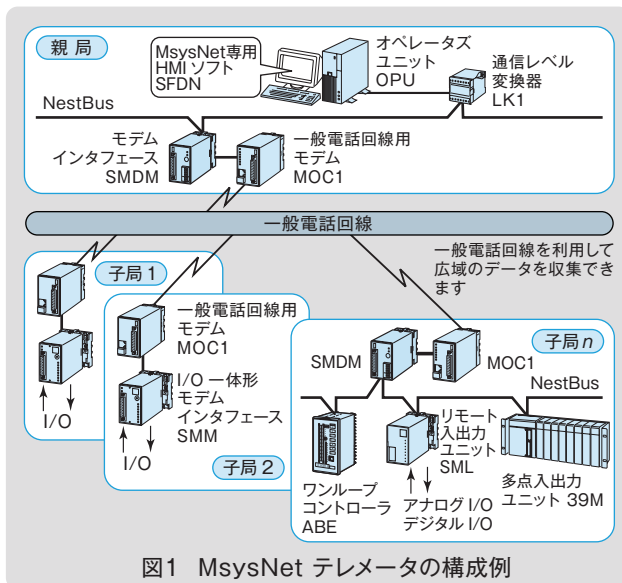 親 局
MsysNet専用
HMI ソフト
SFDN
オペレータズ
ユニット
OPU
通信レベル
変換器
LK1
NestBus
モデム
インタフェース
SMDM
一般電話回線用
モデム
MOC1
一般電話回線
一般電話回線を利用して
広域のデータを収集でき
ます
子局 1
I/O
一般電話回線用
モデム
MOC1
I/O 一体形
モデム
インタフェース
SMM
I/O
子局 2
子局n
SMDM
MOC1
NestBus
リモート
入出力
ユニット
SML
ワンループ
コントローラ
ABE
アナログ I/O
デジタル I/O
多点入出力
ユニット 39M
図1 MsysNet テレメータの構成例